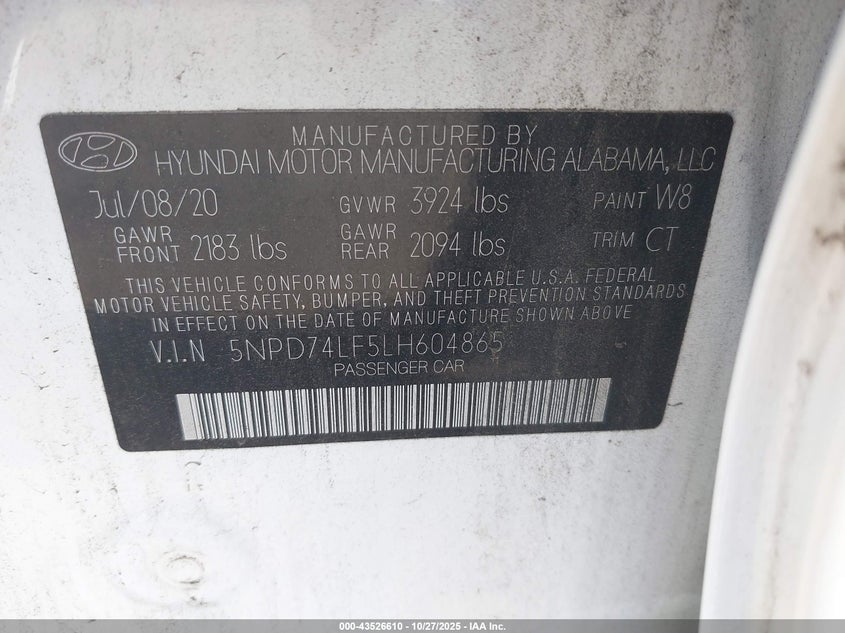 MANUFACTURED BY
HYUNDAI MOTOR MANUFACTURING ALABAMA, LLC
Jul/08/20 GVWR 3924 lbs PAINT W8
GAWR FRONT 2183 lbs GAWR REAR 2094 lbs TRIM CT
THIS VEHICLE CONFORMS TO ALL APPLICABLE U.S.A. FEDERAL
MOTOR VEHICLE SAFETY, BUMPER, AND THEFT PREVENTION STANDARDS
IN EFFECT ON THE DATE OF MANUFACTURE SHOWN ABOVE
V.I.N 5NPD74LF5LH604865
PASSENGER CAR
000-43526610 | 10/27/2025 | © IAA Inc.